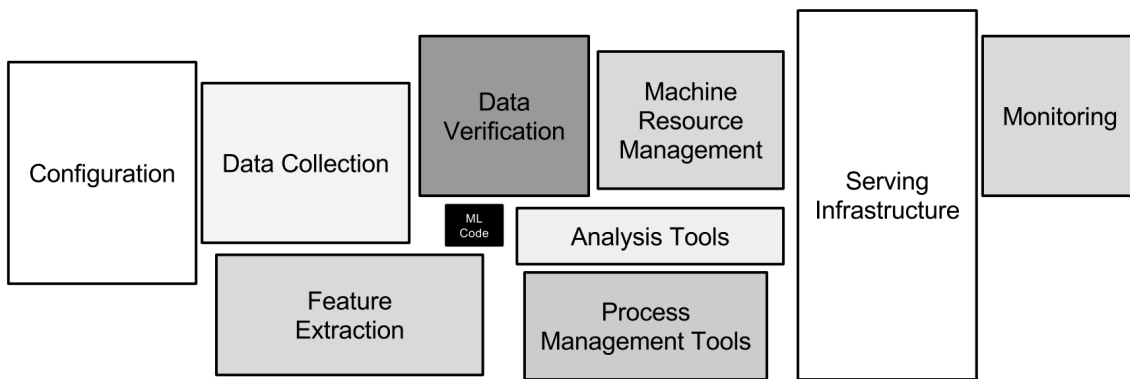 Configuration
Data Collection
Data
Verification
Machine
Resource
Management
Monitoring
Serving
Infrastructure
ML
Code
Analysis Tools
Feature
Extraction
Process
Management Tools